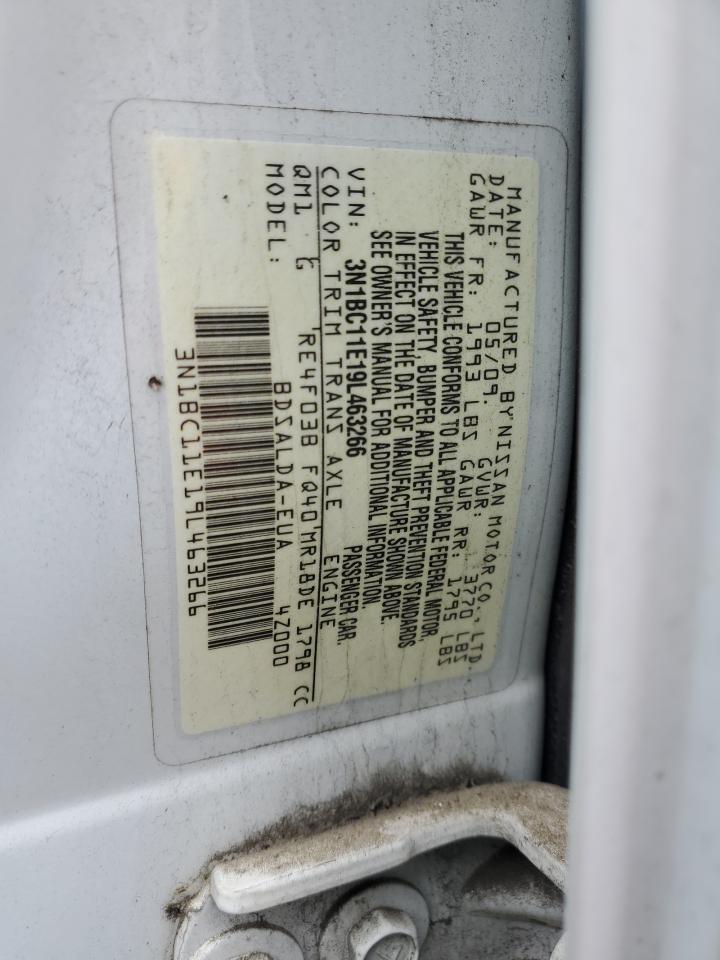 MANUFACTURED BY NISSAN MOTOR CO., LTD.
DATE: 05/09. GVWR: 3770 LBS
GAWR FR: 1993 LBS GAWR RR: 1795 LBS
THIS VEHICLE CONFORMS TO ALL APPLICABLE FEDERAL MOTOR
VEHICLE SAFETY, BUMPER AND THEFT PREVENTION STANDARDS
IN EFFECT ON THE DATE OF MANUFACTURE SHOWN ABOVE.
SEE OWNER'S MANUAL FOR ADDITIONAL INFORMATION.
VIN: 3N1BC11E19L463266 PASSENGER CAR.
COLOR TRIM TRANS AXLE ENGINE
QM1 G RE4F03B FQ40 MR18DE 1798 CC
MODEL: BDSALDA-EUA 4Z000
3N1BC11E19L463266